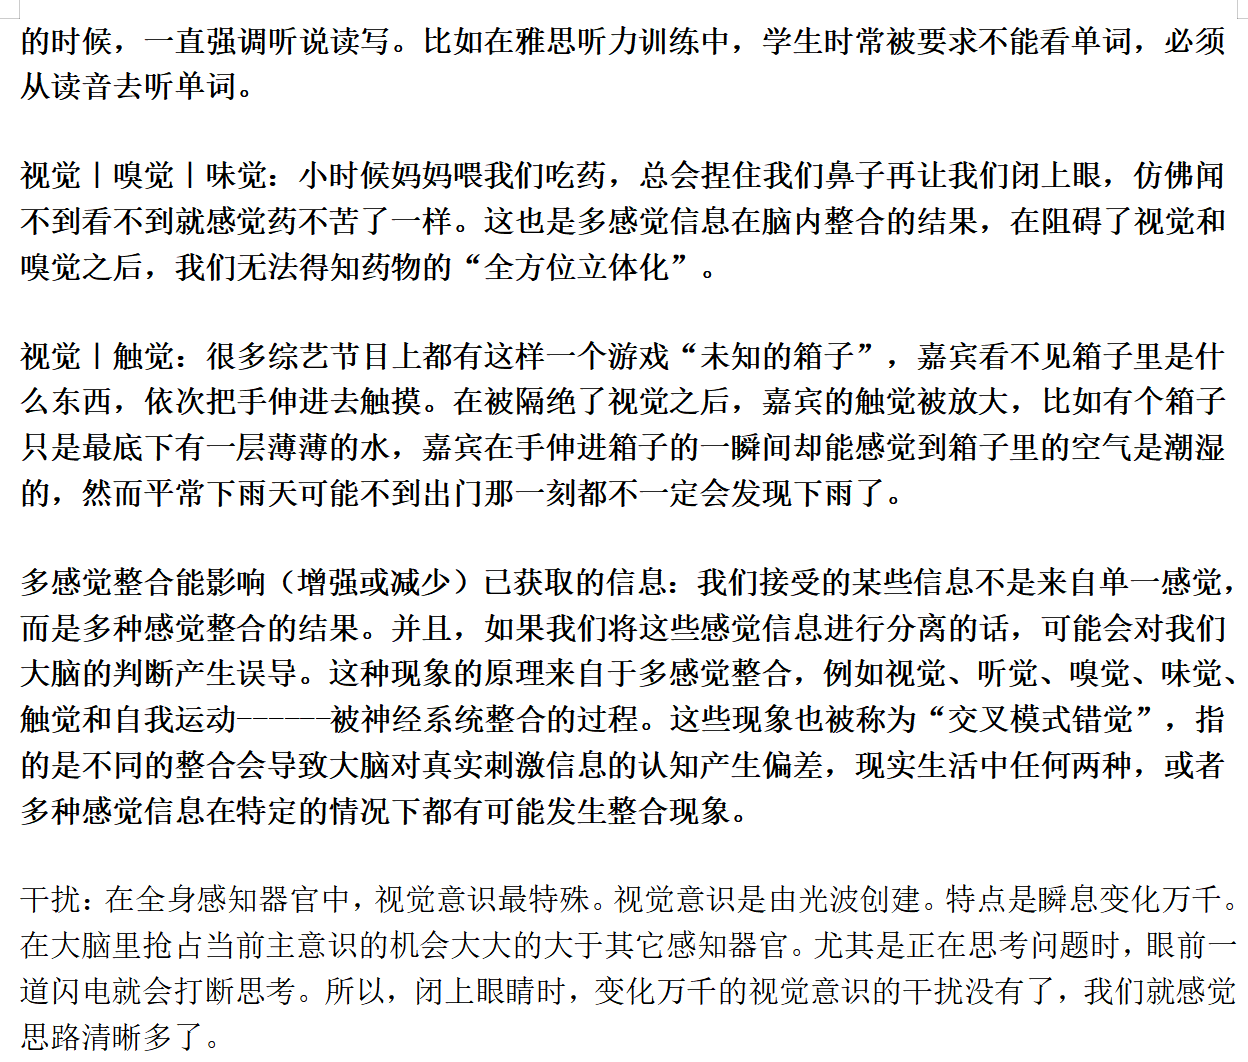 的时候，一直强调听说读写。比如在雅思听力训练中，学生时常被要求不能看单词，必须
从读音去听单词。
视觉｜嗅觉｜味觉：小时候妈妈喂我们吃药，总会捏住我们鼻子再让我们闭上眼，仿佛闻
不到看不到就感觉药不苦了一样。这也是多感觉信息在脑内整合的结果，在阻碍了视觉和
嗅觉之后，我们无法得知药物的“全方位立体化”。
视觉｜触觉：很多综艺节目上都有这样一个游戏“未知的箱子”，嘉宾看不见箱子里是什
么东西，依次把手伸进去触摸。在被隔绝了视觉之后，嘉宾的触觉被放大，比如有个箱子
只是最底下有一层薄薄的水，嘉宾在手伸进箱子的一瞬间却能感觉到箱子里的空气是潮湿
的，然而平常下雨天可能不到出门那一刻都不一定会发现下雨了。
多感觉整合能影响（增强或减少）已获取的信息：我们接受的某些信息不是来自单一感觉，
而是多种感觉整合的结果。并且，如果我们将这些感觉信息进行分离的话，可能会对我们
大脑的判断产生误导。这种现象的原理来自于多感觉整合，例如视觉、听觉、嗅觉、味觉、
触觉和自我运动------被神经系统整合的过程。这些现象也被称为“交叉模式错觉”，指
的是不同的整合会导致大脑对真实刺激信息的认知产生偏差，现实生活中任何两种，或者
多种感觉信息在特定的情况下都有可能发生整合现象。
干扰：在全身感知器官中，视觉意识最特殊。视觉意识是由光波创建。特点是瞬息变化万千。
在大脑里抢占当前主意识的机会大大的大于其它感知器官。尤其是正在思考问题时，眼前一
道闪电就会打断思考。所以，闭上眼睛时，变化万千的视觉意识的干扰没有了，我们就感觉
思路清晰多了。